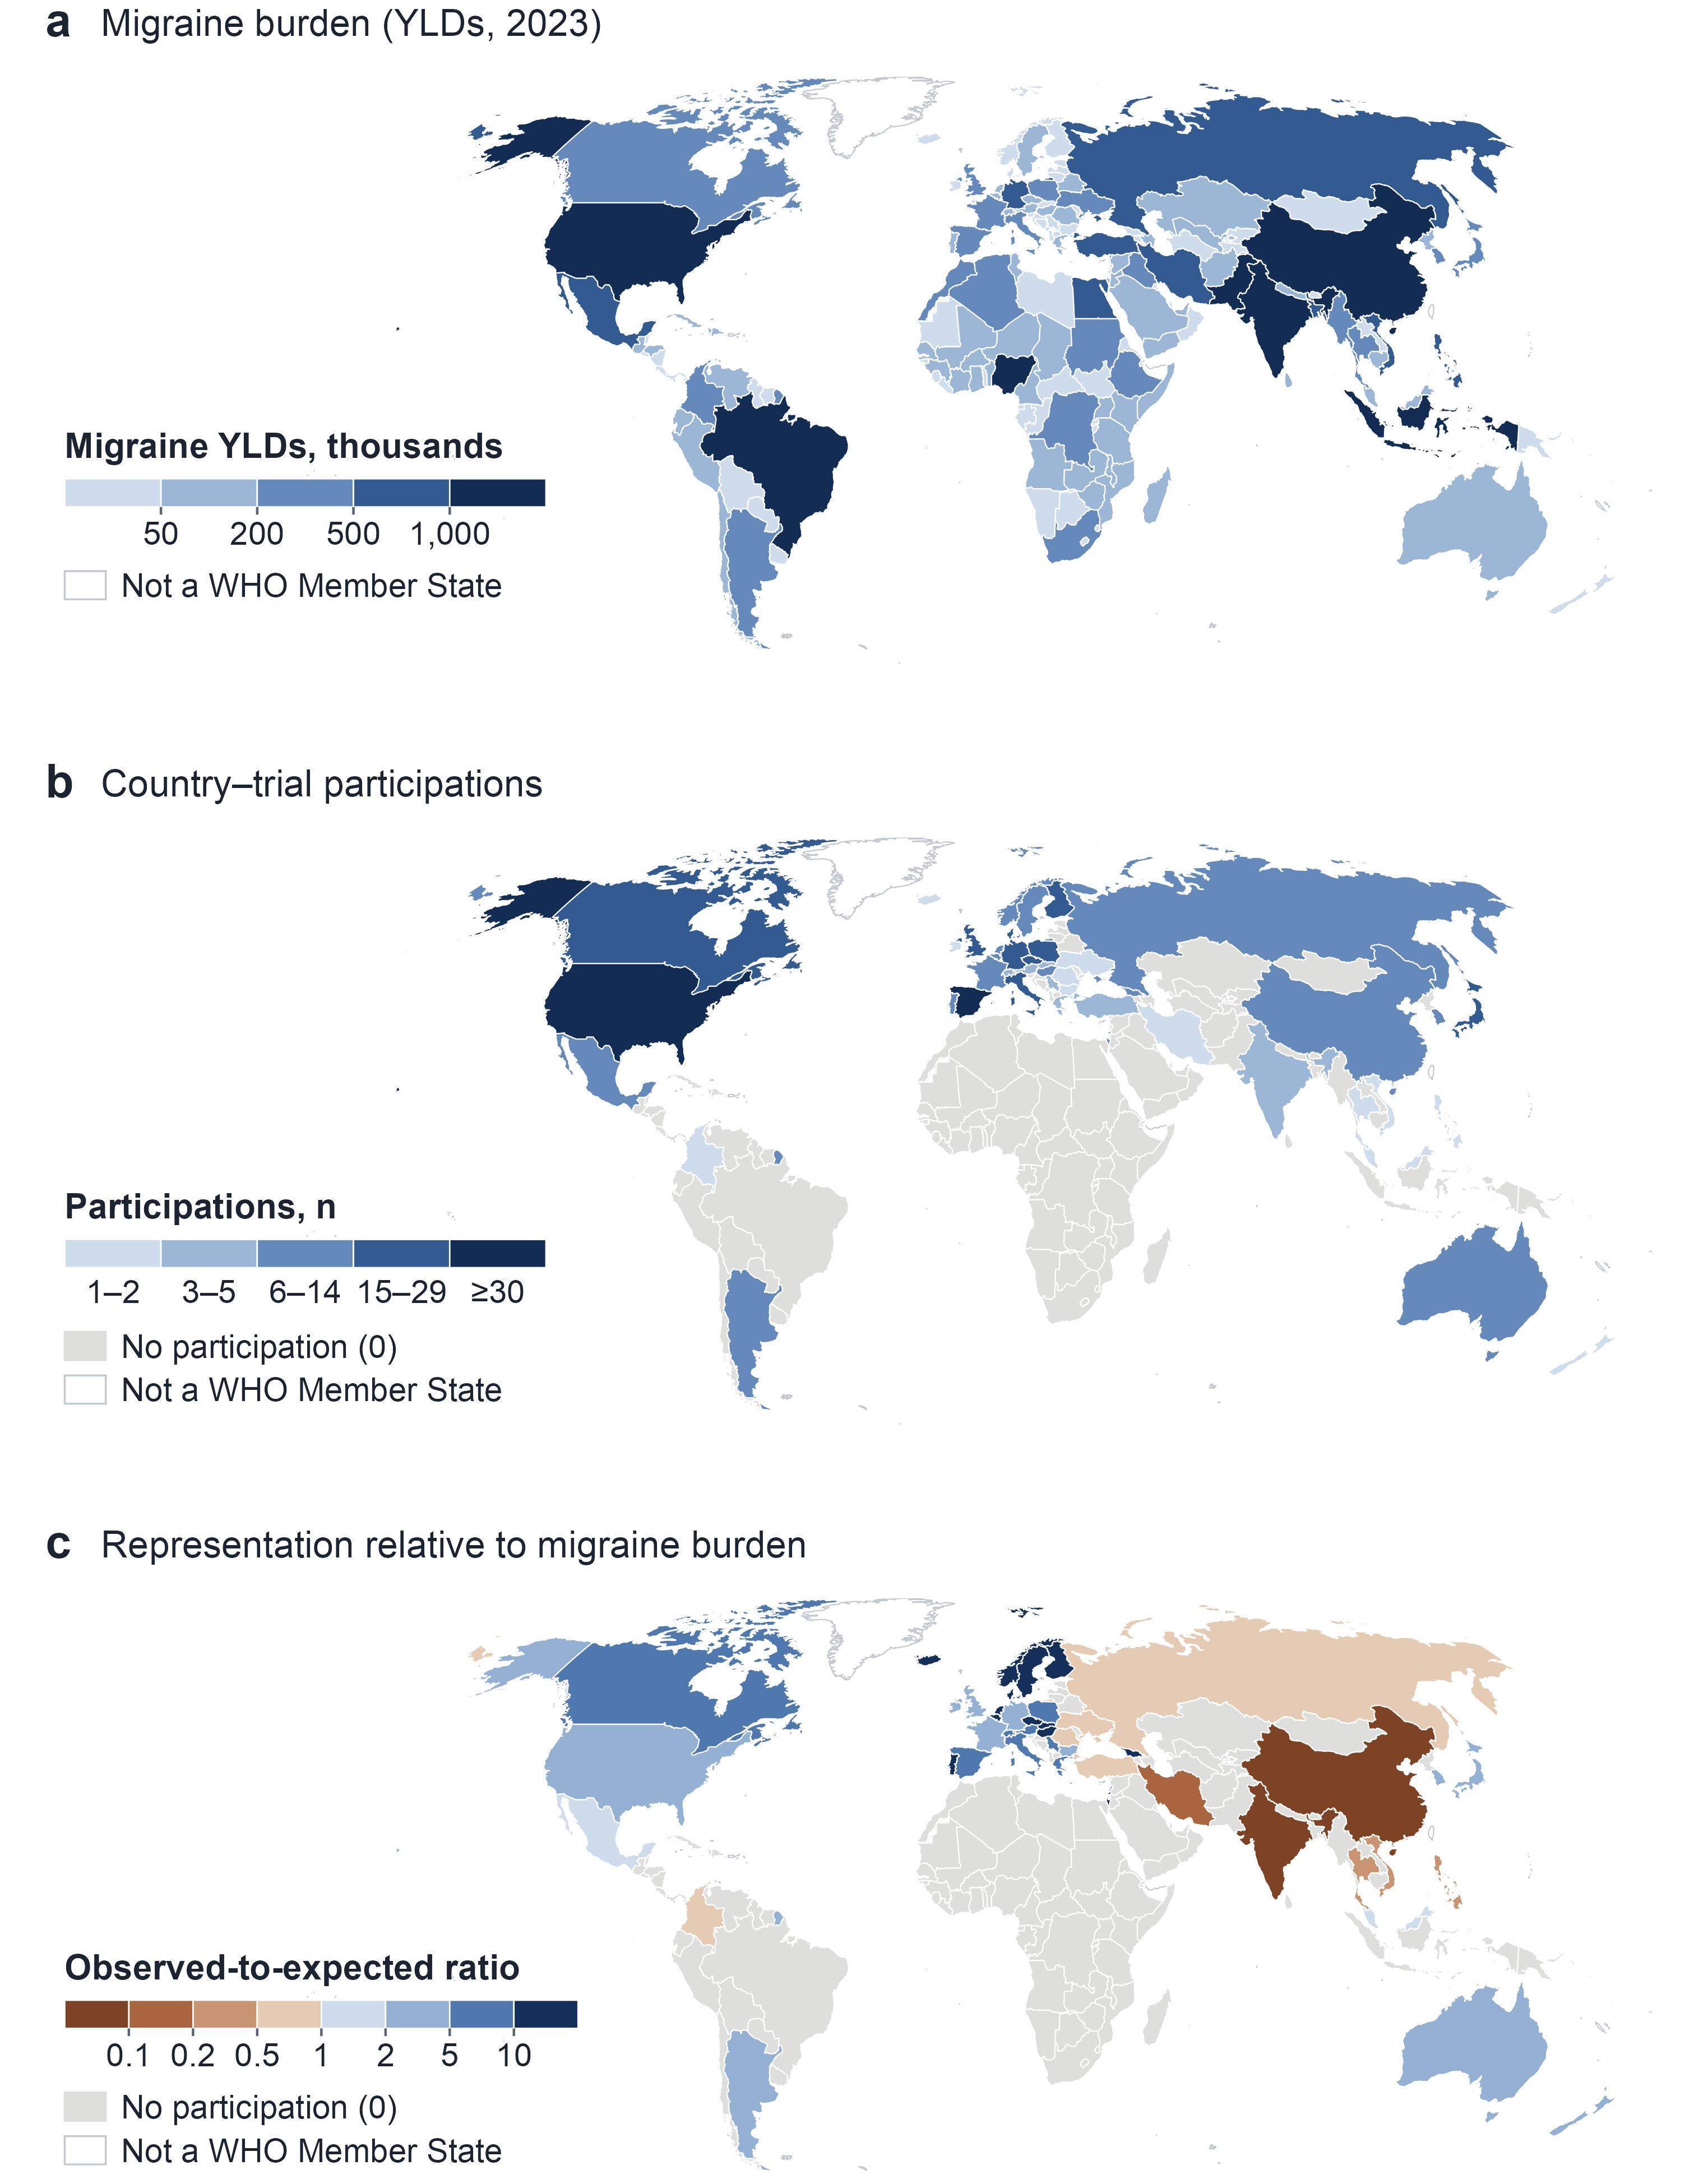 a Migraine burden (YLDs, 2023)
Migraine YLDs, thousands
50 200 500 1,000
Not a WHO Member State
b Country–trial participations
Participations, n
1–2 3–5 6–14 15–29 ≥30
No participation (0)
Not a WHO Member State
c Representation relative to migraine burden
Observed-to-expected ratio
0.1 0.2 0.5 1 2 5 10
No participation (0)
Not a WHO Member State